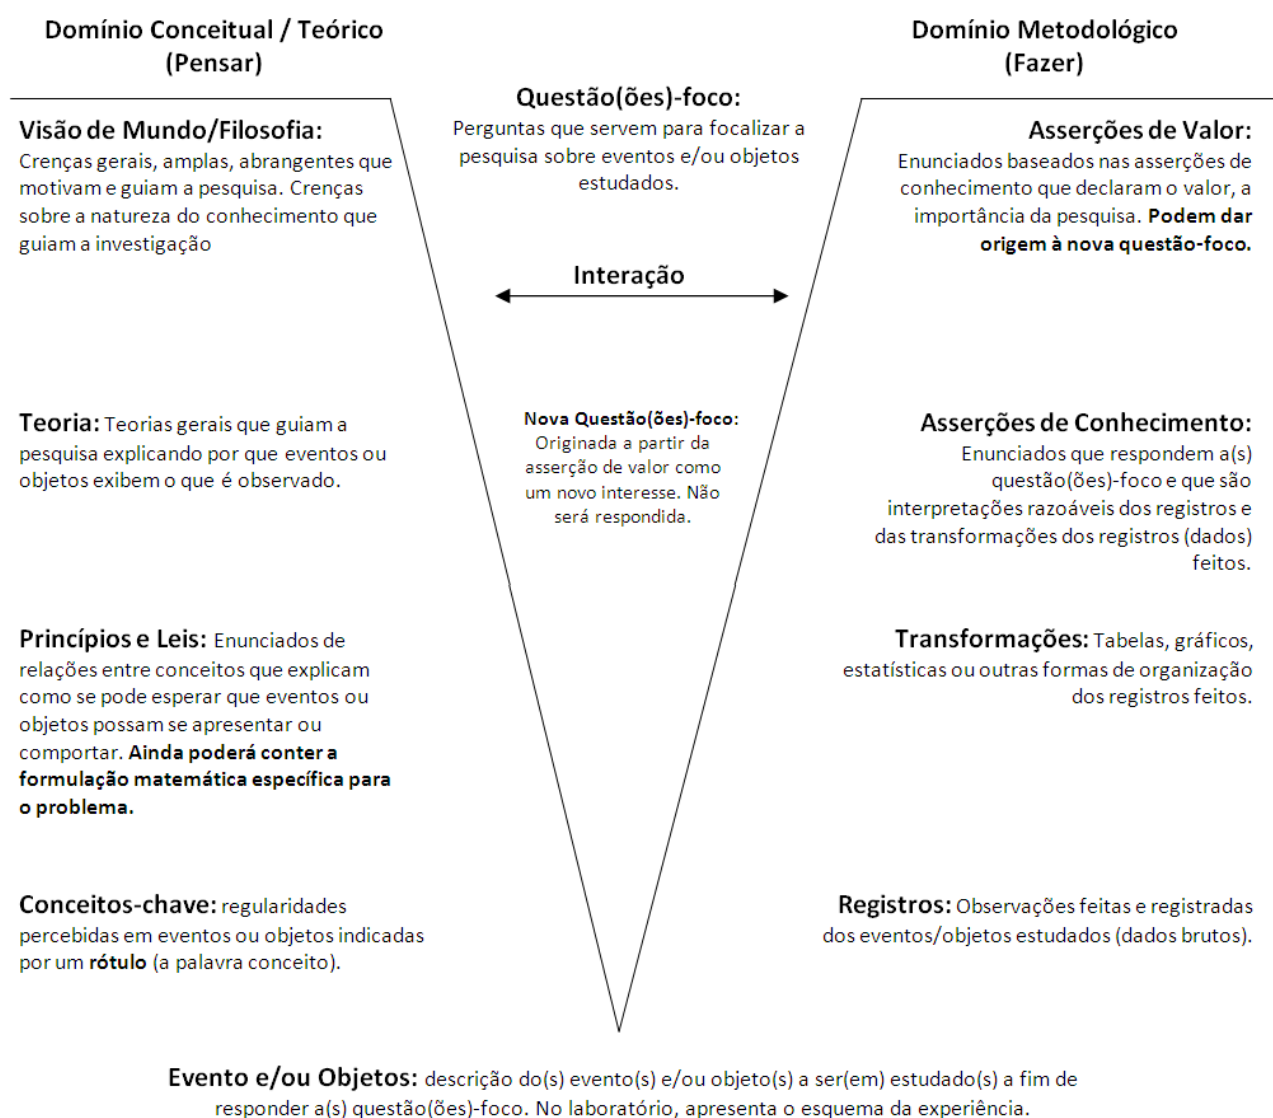 Domínio Conceitual / Teórico
(Pensar)
Visão de Mundo/Filosofia:
Crenças gerais, amplas, abrangentes que
motivam e guiam a pesquisa. Crenças
sobre a natureza do conhecimento que
guiam a investigação
Teoria: Teorias gerais que guiam a
pesquisa explicando por que eventos ou
objetos exibem o que é observado.
Princípios e Leis: Enunciados de
relações entre conceitos que explicam
como se pode esperar que eventos ou
objetos possam se apresentar ou
comportar. Ainda poderá conter a
formulação matemática específica para
o problema.
Conceitos-chave: regularidades
percebidas em eventos ou objetos indicadas
por um rótulo (a palavra conceito).
Questão(ões)-foco:
Perguntas que servem para focalizar a
pesquisa sobre eventos e/ou objetos
estudados.
Interação
Nova Questão(ões)-foco:
Originada a partir da
asserção de valor como
um novo interesse. Não
será respondida.
Domínio Metodológico
(Fazer)
Asserções de Valor:
Enunciados baseados nas asserções de
conhecimento que declaram o valor, a
importância da pesquisa. Podem dar
origem à nova questão-foco.
Asserções de Conhecimento:
Enunciados que respondem a(s)
questão(ões)-foco e que são
interpretações razoáveis dos registros e
das transformações dos registros (dados)
feitos.
Transformações: Tabelas, gráficos,
estatísticas ou outras formas de organização
dos registros feitos.
Registros: Observações feitas e registradas
dos eventos/objetos estudados (dados brutos).
Evento e/ou Objetos: descrição do(s) evento(s) e/ou objeto(s) a ser(em) estudado(s) a fim de
responder a(s) questão(ões)-foco. No laboratório, apresenta o esquema da experiência.